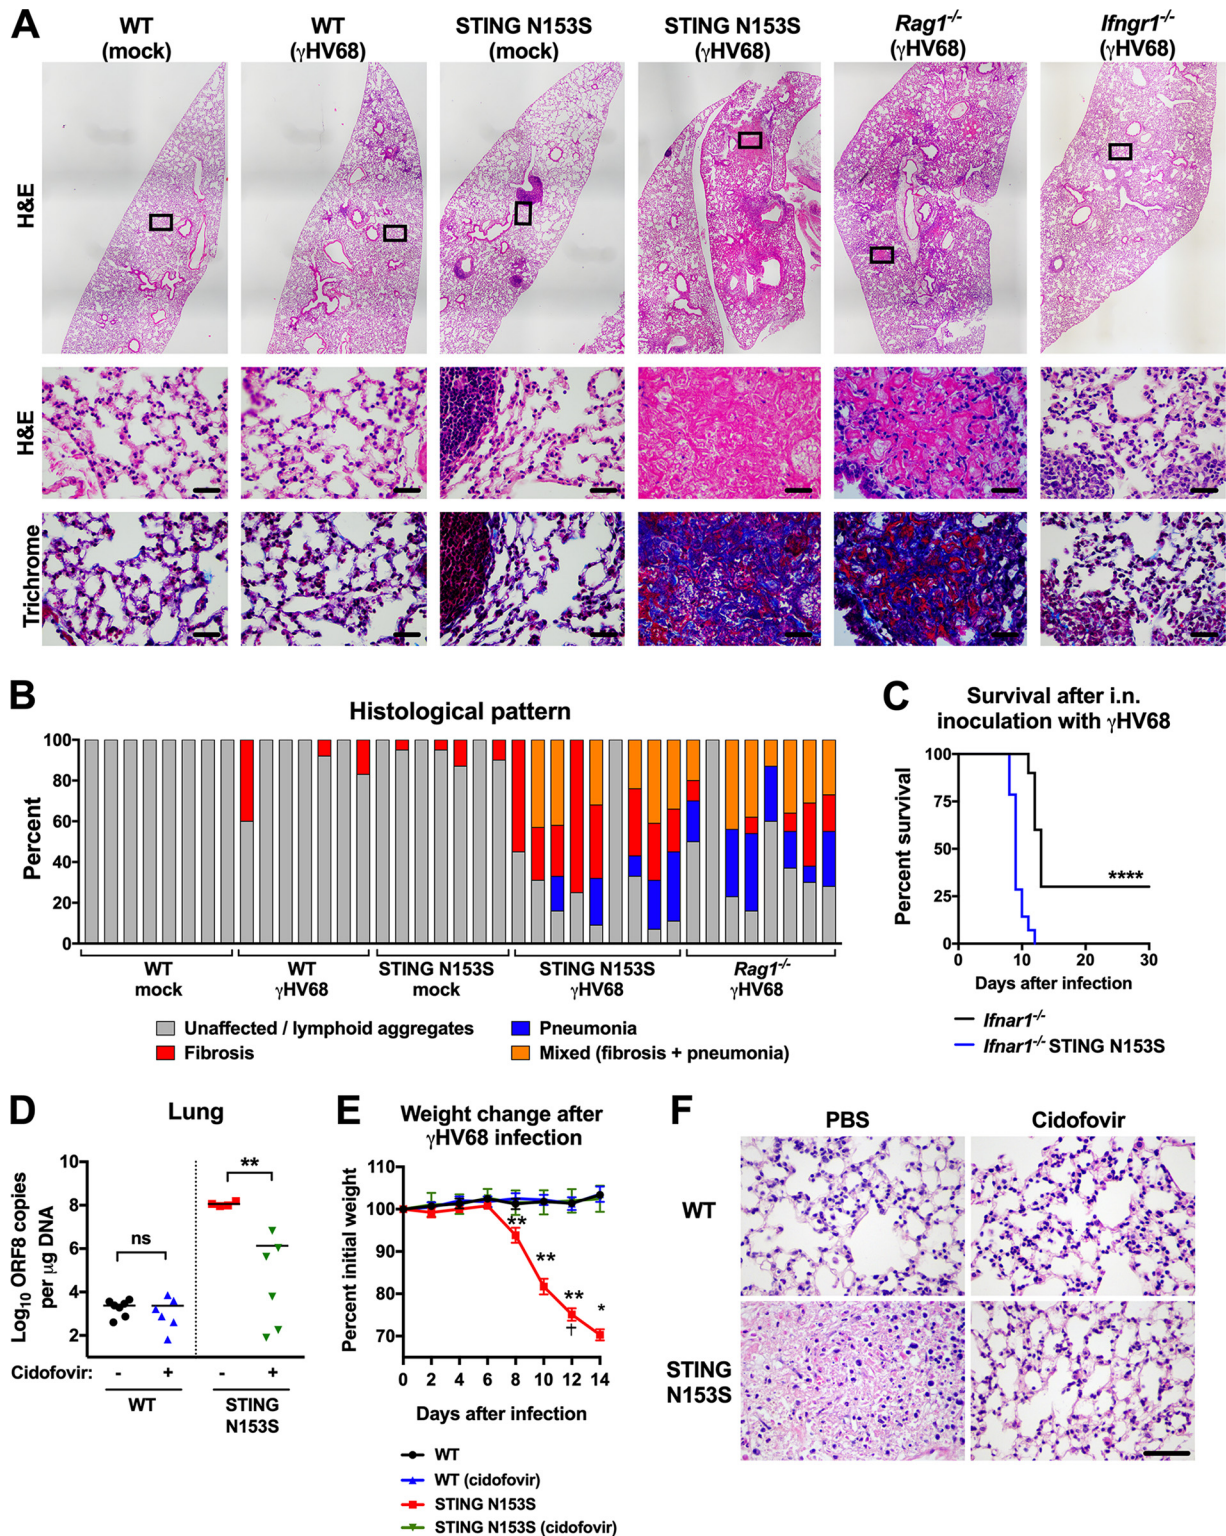 A
WT
(mock)
WT
(γHV68)
STING N153S
(mock)
STING N153S
(γHV68)
Rag1-/-
(γHV68)
Ifngr1-/-
(γHV68)
H&E
H&E
Trichrome
B
Histological pattern
Percent
100
80
60
40
20
0
WT
mock
WT
γHV68
STING N153S
mock
STING N153S
γHV68
Rag1-/-
γHV68
Unaffected / lymphoid aggregates
Fibrosis
Pneumonia
Mixed (fibrosis + pneumonia)
C
Survival after i.n.
inoculation with γHV68
Percent survival
100
75
50
25
0
****
0 10 20 30
Days after infection
Ifnar1-/-
Ifnar1-/- STING N153S
D
Lung
Log10 ORF8 copies
per μg DNA
10
8
6
4
2
ns
**
Cidofovir: - + - +
WT
STING
N153S
E
Weight change after
γHV68 infection
Percent initial weight
110
100
90
80
70
**
**
**
†
*
0 2 4 6 8 10 12 14
Days after infection
WT
WT (cidofovir)
STING N153S
STING N153S (cidofovir)
F
PBS
Cidofovir
WT
STING
N153S